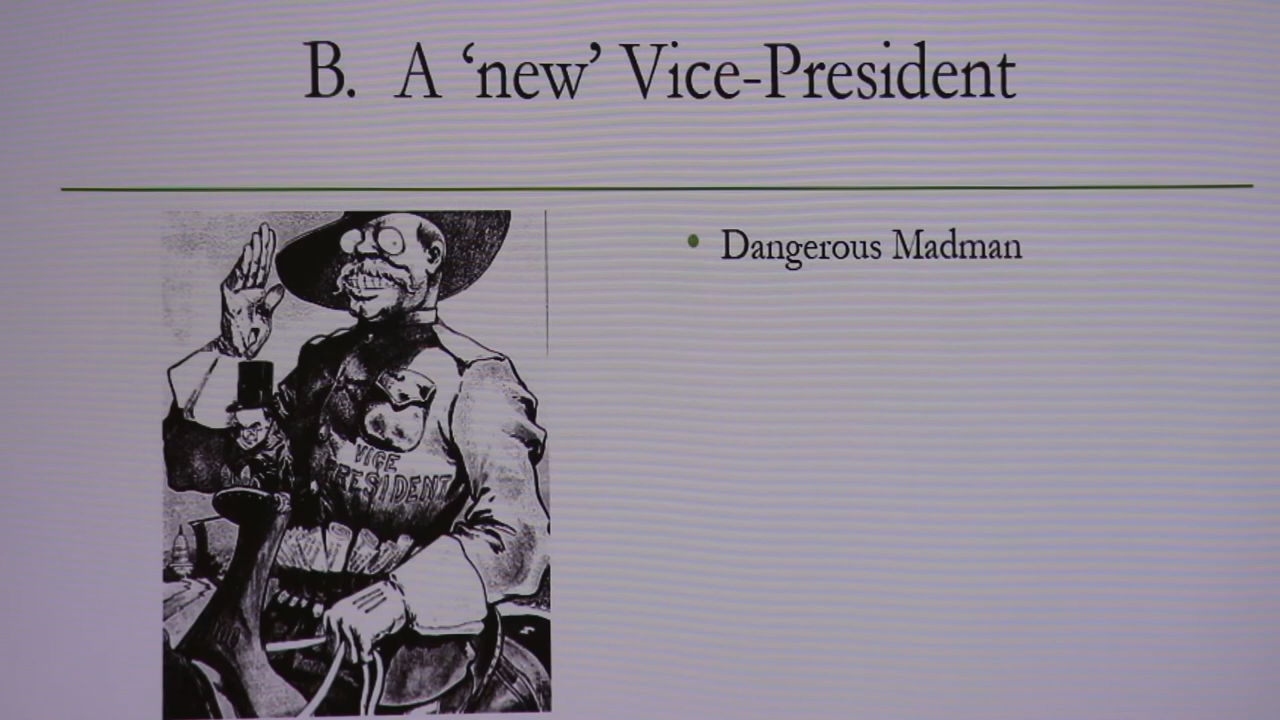 B. A ‘new’ Vice-President
• Dangerous Madman
VICE
PRESIDENT